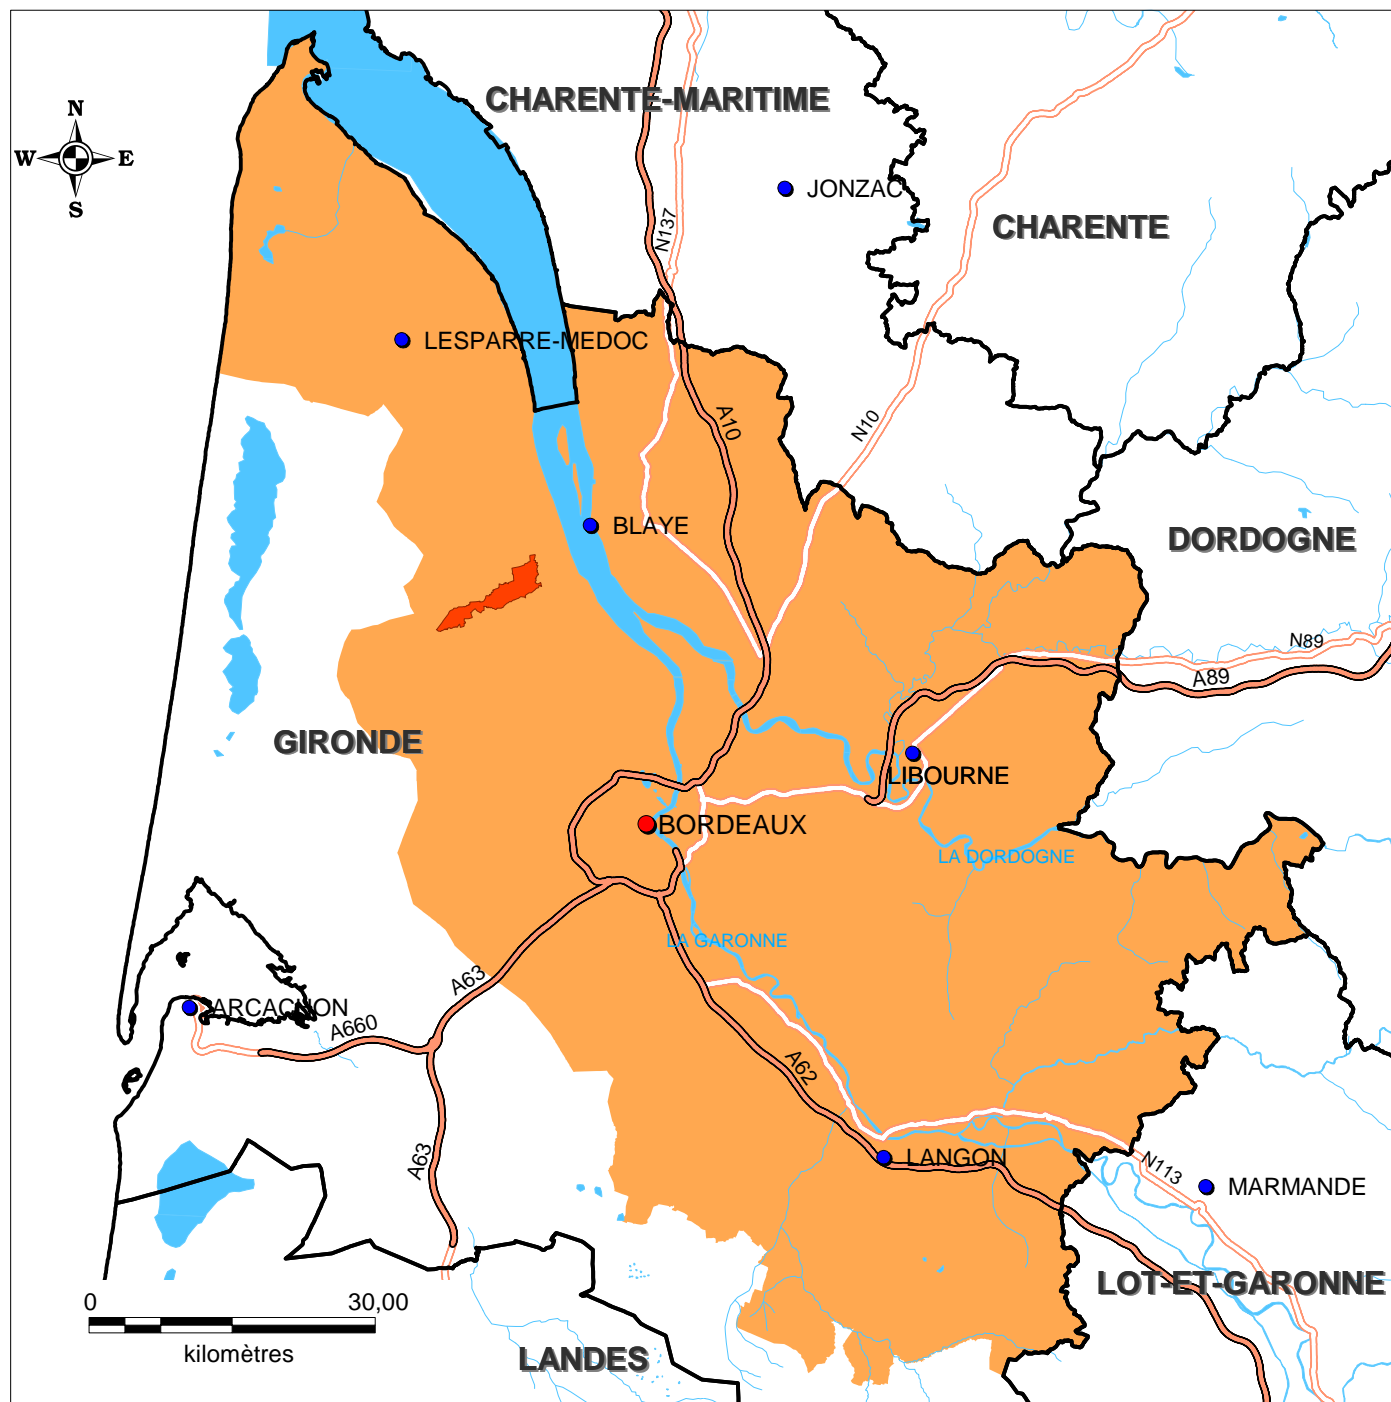 CHARENTE-MARITIME
N
W E
S
JONZAC
N137
CHARENTE
LESPARRE-MEDOC
A10
N10
BLAYE
DORDOGNE
N89
A89
GIRONDE
LIBOURNE
BORDEAUX
LA DORDOGNE
LA GARONNE
A63
ARCACHON
A660
A62
A63
LANGON
N113
MARMANDE
LOT-ET-GARONNE
0 30,00
kilomètres
LANDES